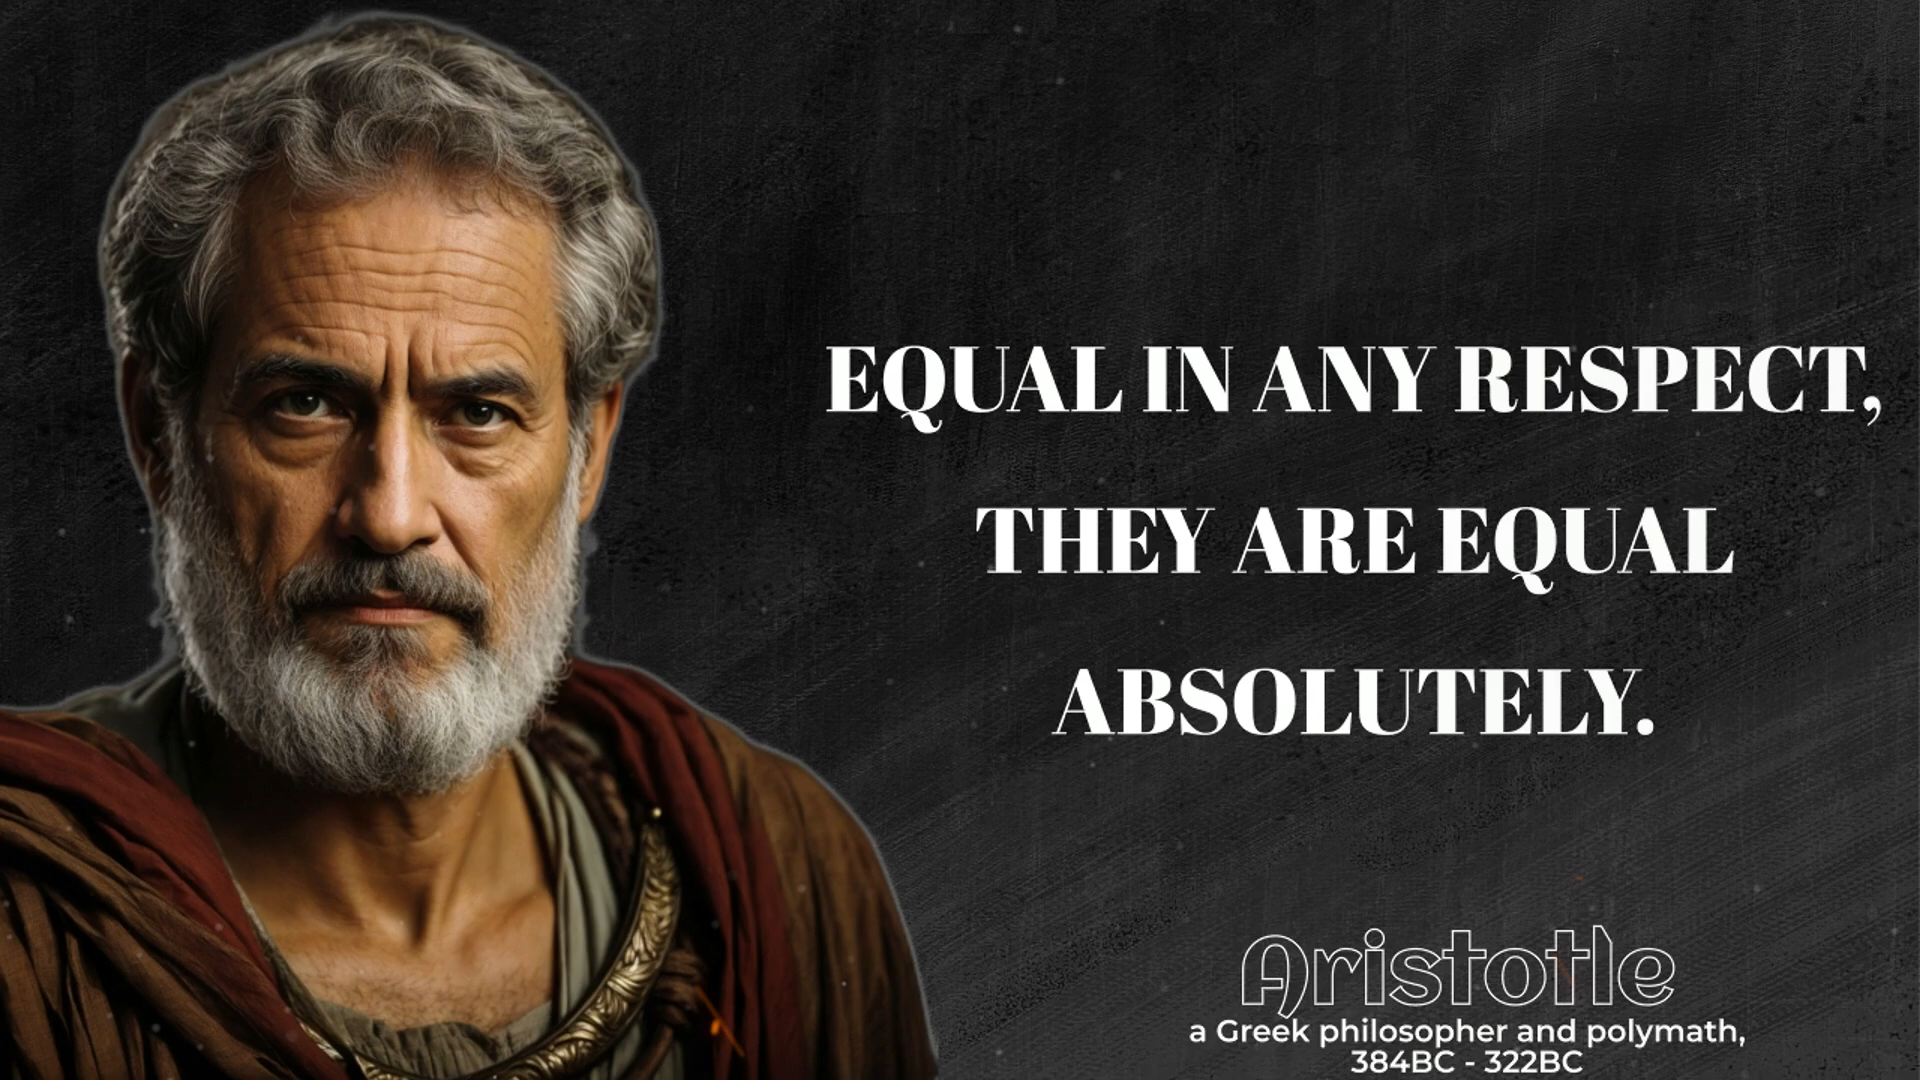 EQUAL IN ANY RESPECT,
THEY ARE EQUAL
ABSOLUTELY.
Aristotle
a Greek philosopher and polymath,
384BC - 322BC